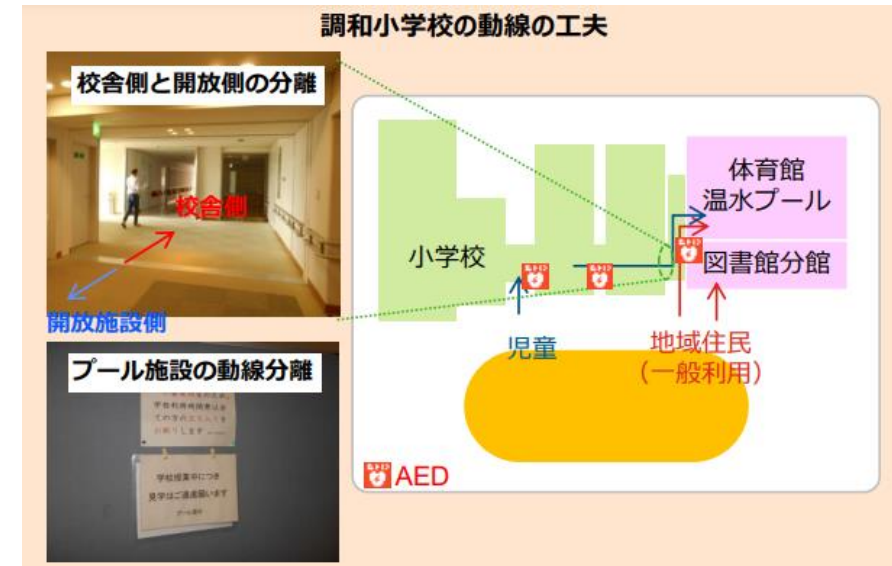 調和小学校の動線の工夫
校舎側と開放側の分離
校舎側
開放施設側
プール施設の動線分離
学校授業中につき
見学はご遠慮願います
体育館
温水プール
小学校
図書館分館
児童
地域住民
（一般利用）
AED